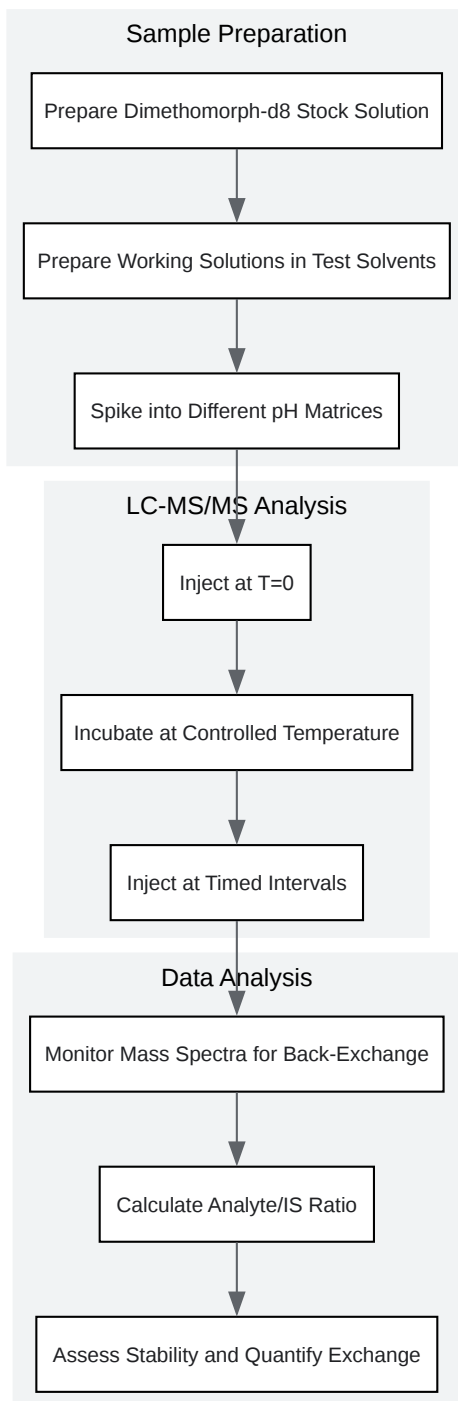 Sample Preparation
Prepare Dimethomorph-d8 Stock Solution
Prepare Working Solutions in Test Solvents
Spike into Different pH Matrices
LC-MS/MS Analysis
Inject at T=0
Incubate at Controlled Temperature
Inject at Timed Intervals
Data Analysis
Monitor Mass Spectra for Back-Exchange
Calculate Analyte/IS Ratio
Assess Stability and Quantify Exchange